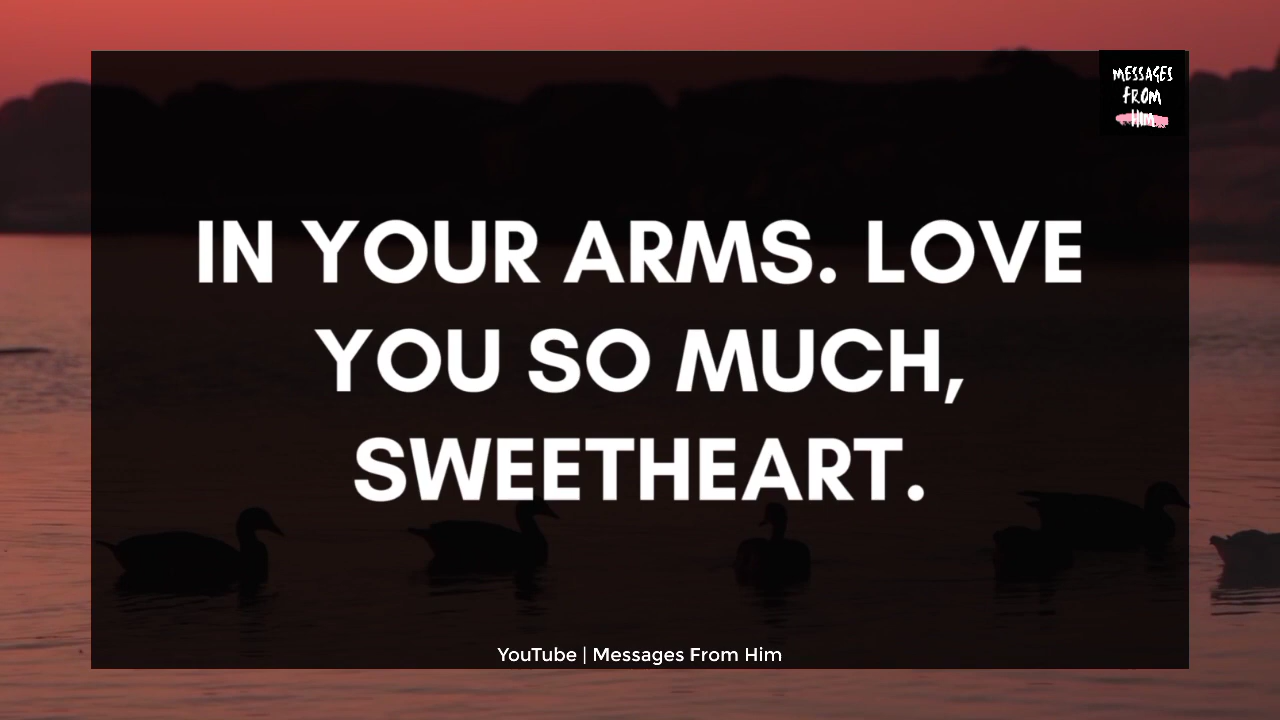 MESSAGES
FROM
HIM
IN YOUR ARMS. LOVE
YOU SO MUCH,
SWEETHEART.
YouTube | Messages From Him